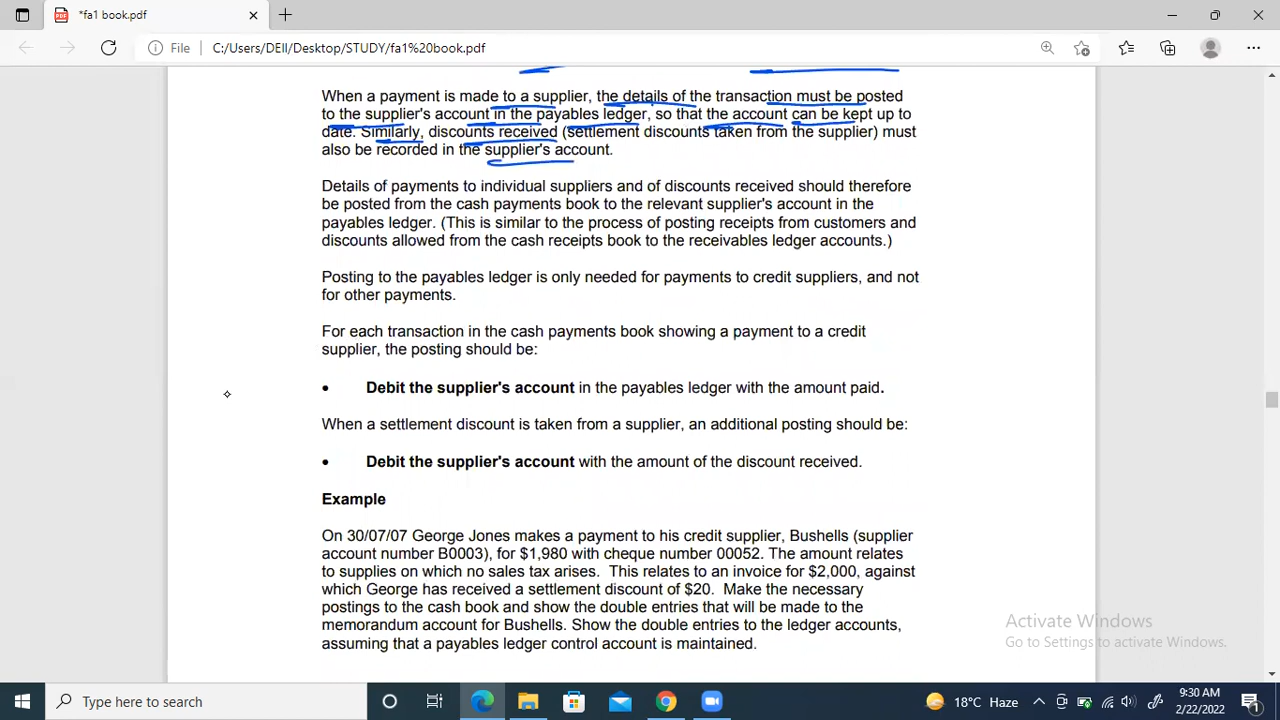 *fa1 book.pdf
File
C:/Users/DEll/Desktop/STUDY/fa1%20book.pdf
When a payment is made to a supplier, the details of the transaction must be posted
to the supplier's account in the payables ledger, so that the account can be kept up to
date. Similarly, discounts received (settlement discounts taken from the supplier) must
also be recorded in the supplier's account.
Details of payments to individual suppliers and of discounts received should therefore
be posted from the cash payments book to the relevant supplier's account in the
payables ledger. (This is similar to the process of posting receipts from customers and
discounts allowed from the cash receipts book to the receivables ledger accounts.)
Posting to the payables ledger is only needed for payments to credit suppliers, and not
for other payments.
For each transaction in the cash payments book showing a payment to a credit
supplier, the posting should be:
• Debit the supplier's account in the payables ledger with the amount paid.
When a settlement discount is taken from a supplier, an additional posting should be:
• Debit the supplier's account with the amount of the discount received.
Example
On 30/07/07 George Jones makes a payment to his credit supplier, Bushells (supplier
account number B0003), for $1,980 with cheque number 00052. The amount relates
to supplies on which no sales tax arises. This relates to an invoice for $2,000, against
which George has received a settlement discount of $20. Make the necessary
postings to the cash book and show the double entries that will be made to the
memorandum account for Bushells. Show the double entries to the ledger accounts,
assuming that a payables ledger control account is maintained.
Activate Windows
Go to Settings to activate Windows.
Type here to search
18°C Haze
9:30 AM
2/22/2022
1